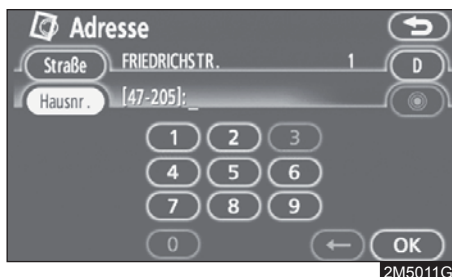 Adresse
Straße FRIEDRICHSTR. 1 D
Hausnr. [47-205]:_
1 2 3
4 5 6
7 8 9
0 ← OK
2M5011G